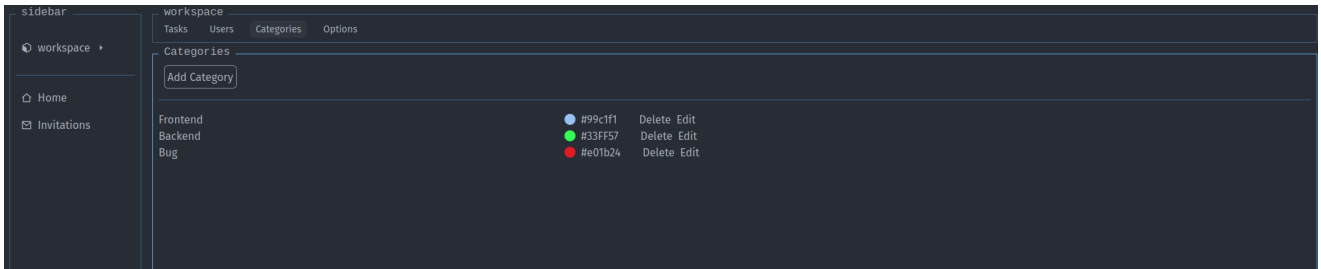 sidebar
workspace
Home
Invitations
workspace
Tasks Users Categories Options
Categories
Add Category
Frontend #99c1f1 Delete Edit
Backend #33FF57 Delete Edit
Bug #e01b24 Delete Edit